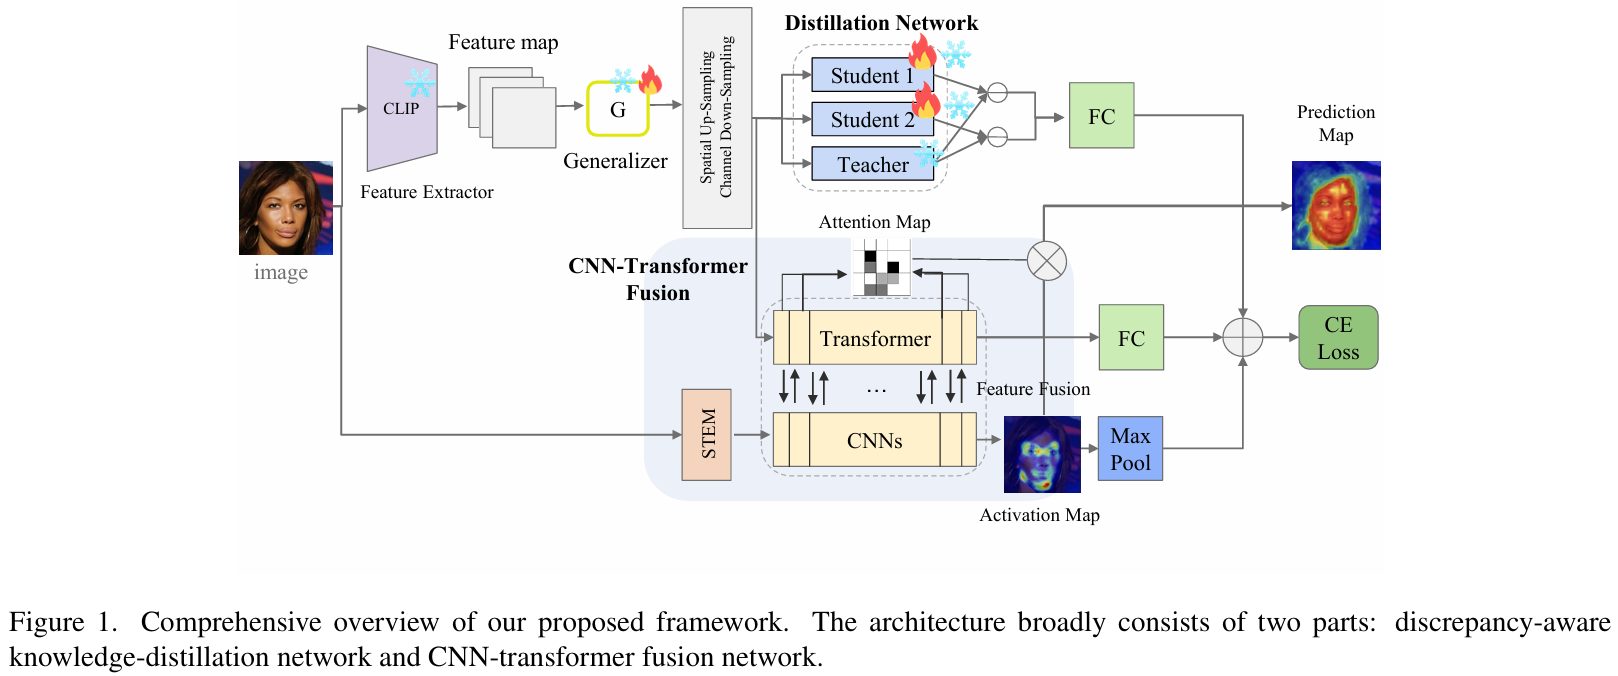 Distillation Network
Feature map
CLIP
G
Generalizer
Feature Extractor
Spatial Up-Sampling
Channel Down-Sampling
Student 1
Student 2
Teacher
FC
Prediction
Map
image
Attention Map
CNN-Transformer
Fusion
Transformer
FC
CE
Loss
...
Feature Fusion
STEM
CNNs
Max
Pool
Activation Map
Figure 1. Comprehensive overview of our proposed framework. The architecture broadly consists of two parts: discrepancy-aware
knowledge-distillation network and CNN-transformer fusion network.